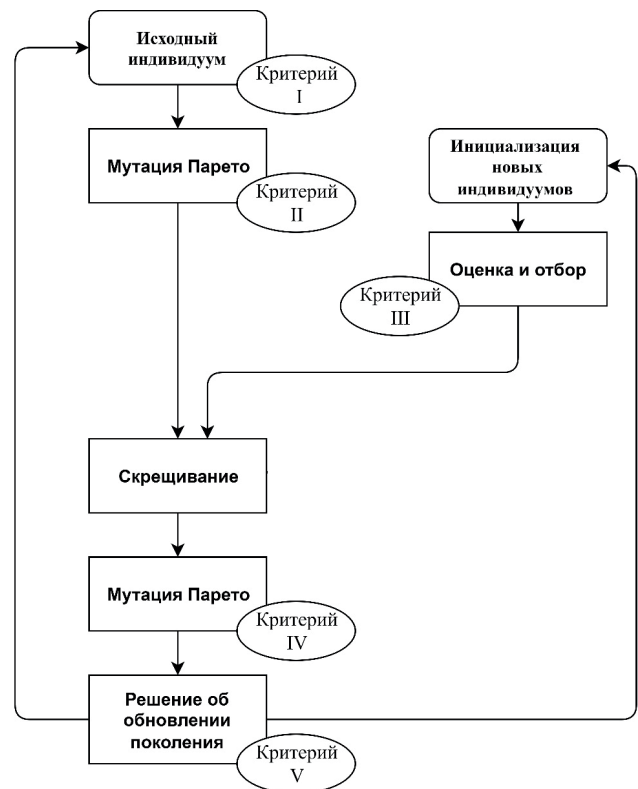 Исходный
индивидуум
Критерий
I
Мутация Парето
Критерий
II
Инициализация
новых
индивидуумов
Оценка и отбор
Критерий
III
Скрещивание
Мутация Парето
Критерий
IV
Решение об
обновлении
поколения
Критерий
V